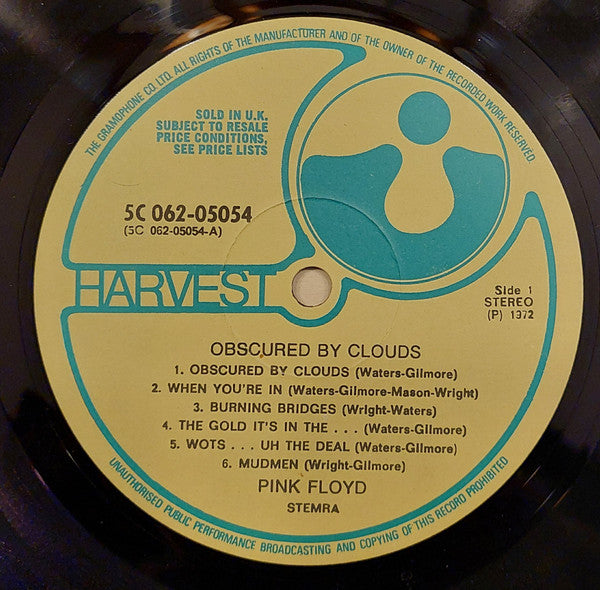 THE GRAMOPHONE CO. LTD. ALL RIGHTS OF THE MANUFACTURER AND OF THE OWNER OF THE RECORDED WORK RESERVED.
SOLD IN U.K.
SUBJECT TO RESALE
PRICE CONDITIONS,
SEE PRICE LISTS
5C 062-05054
(5C 062-05054-A)
HARVEST
Side 1
STEREO
(P) 1972
OBSCURED BY CLOUDS
1. OBSCURED BY CLOUDS (Waters-Gilmore)
2. WHEN YOU'RE IN (Waters-Gilmore-Mason-Wright)
3. BURNING BRIDGES (Wright-Waters)
4. THE GOLD IT'S IN THE . . . (Waters-Gilmore)
5. WOTS . . . UH THE DEAL (Waters-Gilmore)
6. MUDMEN (Wright-Gilmore)
PINK FLOYD
STEMRA
UNAUTHORISED PUBLIC PERFORMANCE BROADCASTING AND COPYING OF THIS RECORD PROHIBITED